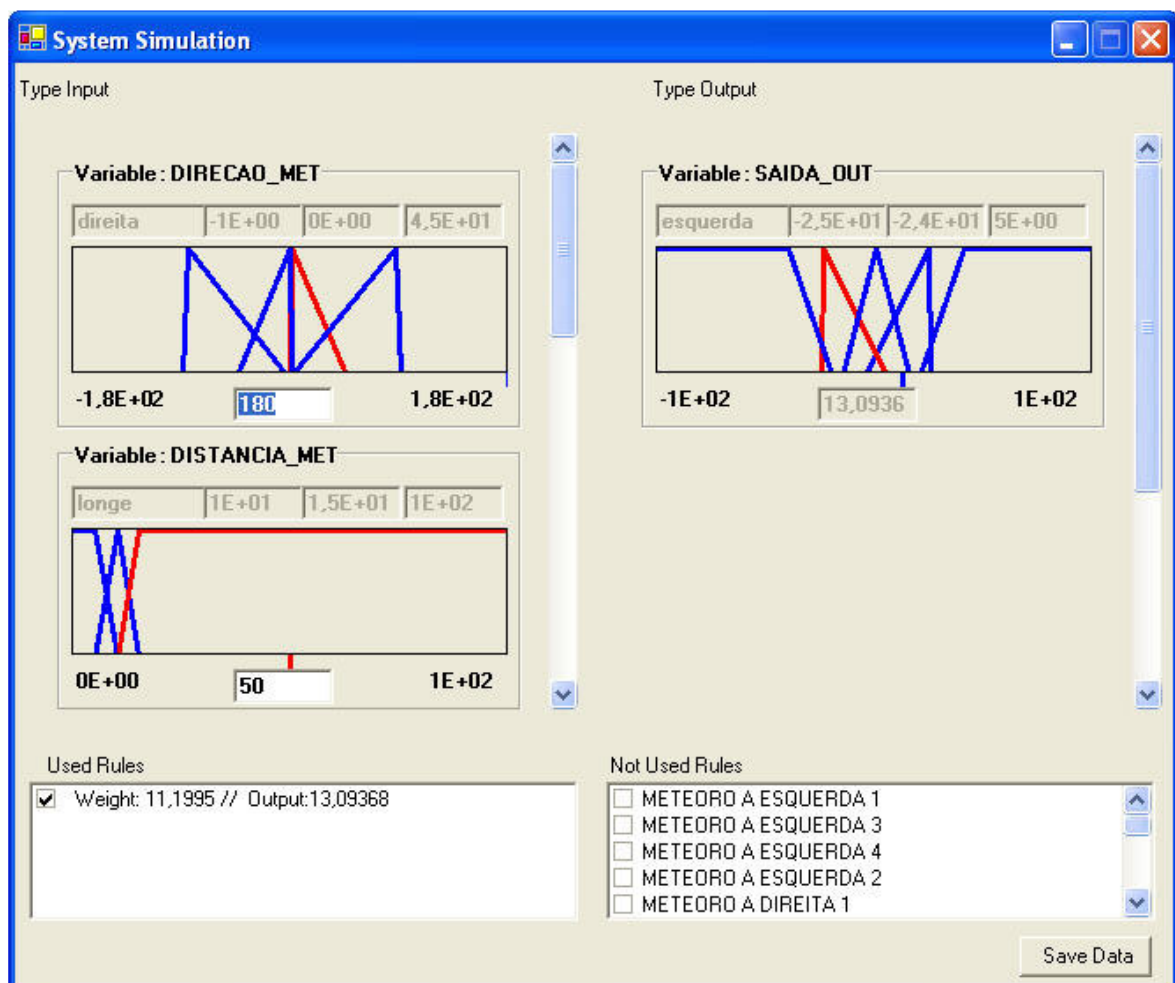 System Simulation
Type Input
Variable : DIRECAO_MET
direita -1E+00 0E+00 4,5E+01
-1,8E+02 180 1,8E+02
Variable : DISTANCIA_MET
longe 1E+01 1,5E+01 1E+02
0E+00 50 1E+02
Type Output
Variable : SAIDA_OUT
esquerda -2,5E+01 -2,4E+01 5E+00
-1E+02 13,0936 1E+02
Used Rules
Weight: 11,1995 // Output:13,09368
Not Used Rules
METEORO A ESQUERDA 1
METEORO A ESQUERDA 3
METEORO A ESQUERDA 4
METEORO A ESQUERDA 2
METEORO A DIREITA 1
Save Data